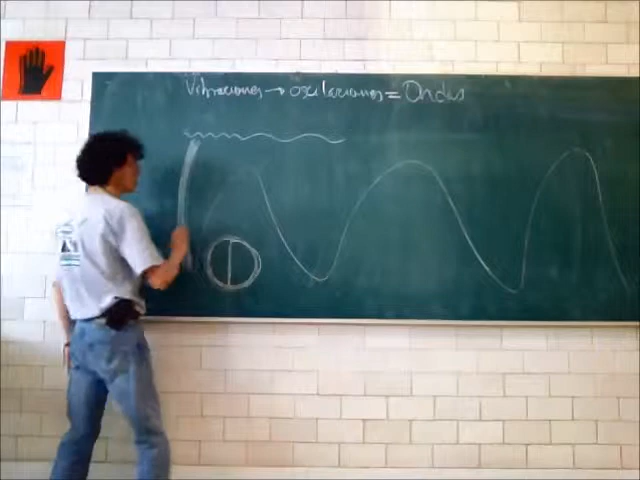 Vibraciones → oscilaciones = Ondas